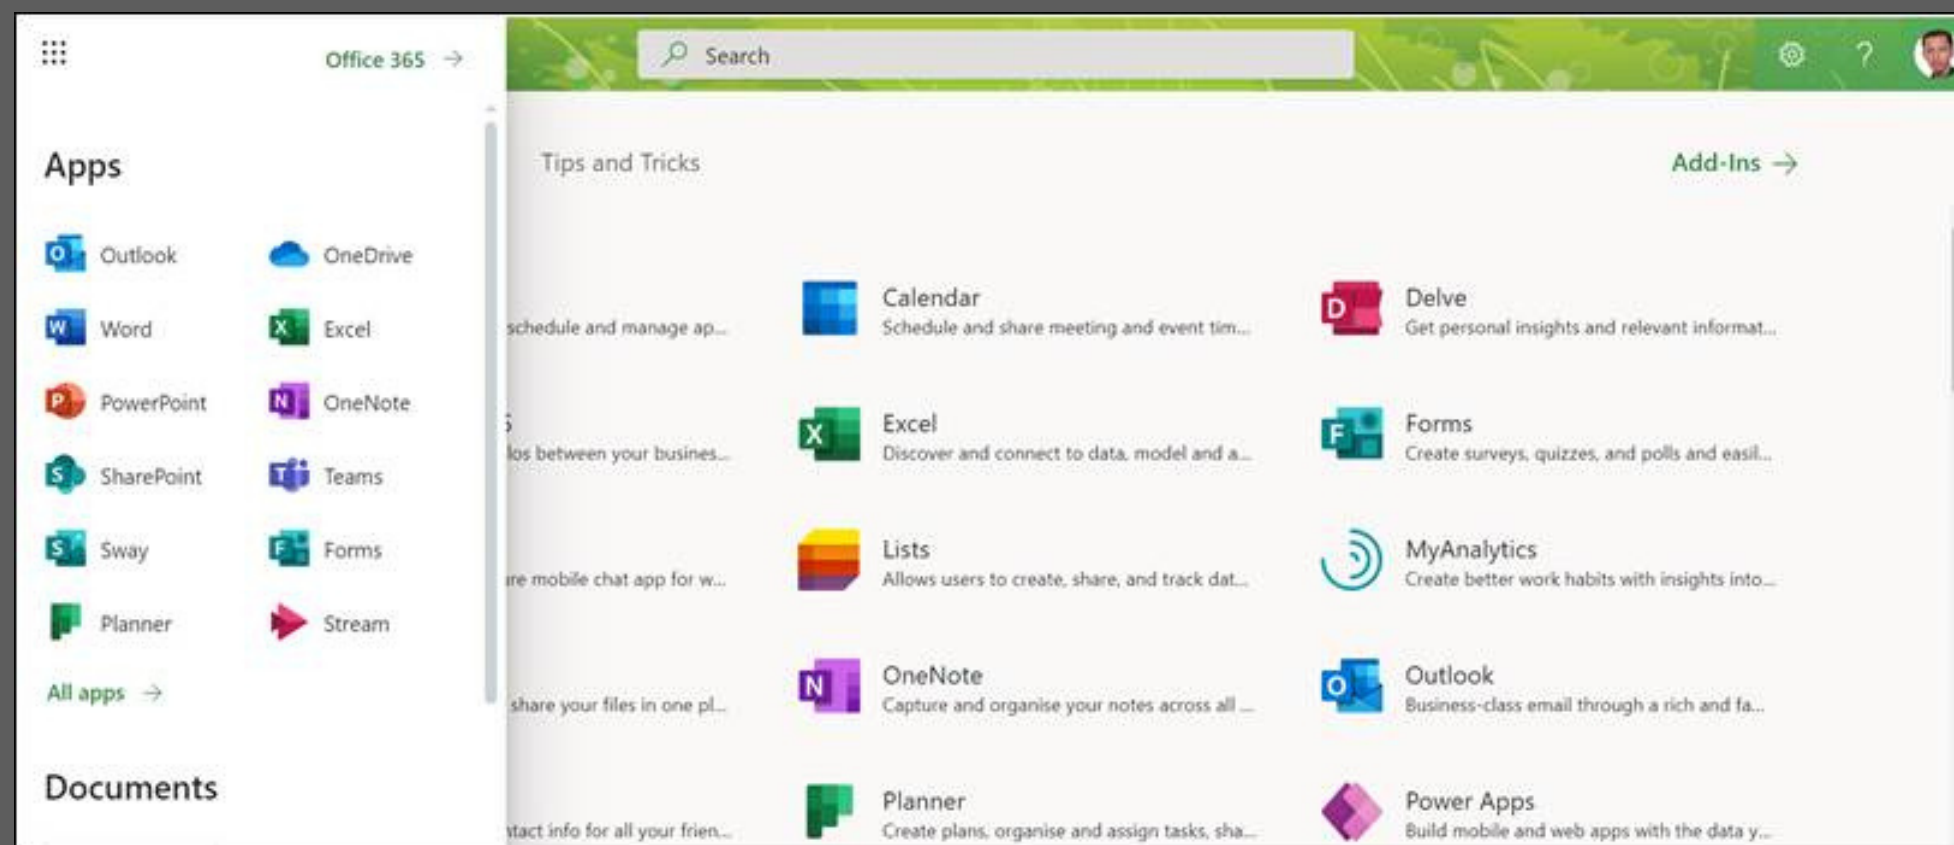 Office 365 →
Search
?
Apps
Outlook
OneDrive
Word
Excel
PowerPoint
OneNote
SharePoint
Teams
Sway
Forms
Planner
Stream
All apps →
Documents
Tips and Tricks
Add-Ins →
schedule and manage ap...
Calendar
Schedule and share meeting and event tim...
Delve
Get personal insights and relevant informat...
between your busines...
Excel
Discover and connect to data, model and a...
Forms
Create surveys, quizzes, and polls and easil...
mobile chat app for w...
Lists
Allows users to create, share, and track dat...
MyAnalytics
Create better work habits with insights into...
share your files in one pl...
OneNote
Capture and organise your notes across all ...
Outlook
Business-class email through a rich and fa...
info for all your frien...
Planner
Create plans, organise and assign tasks, sha...
Power Apps
Build mobile and web apps with the data y...